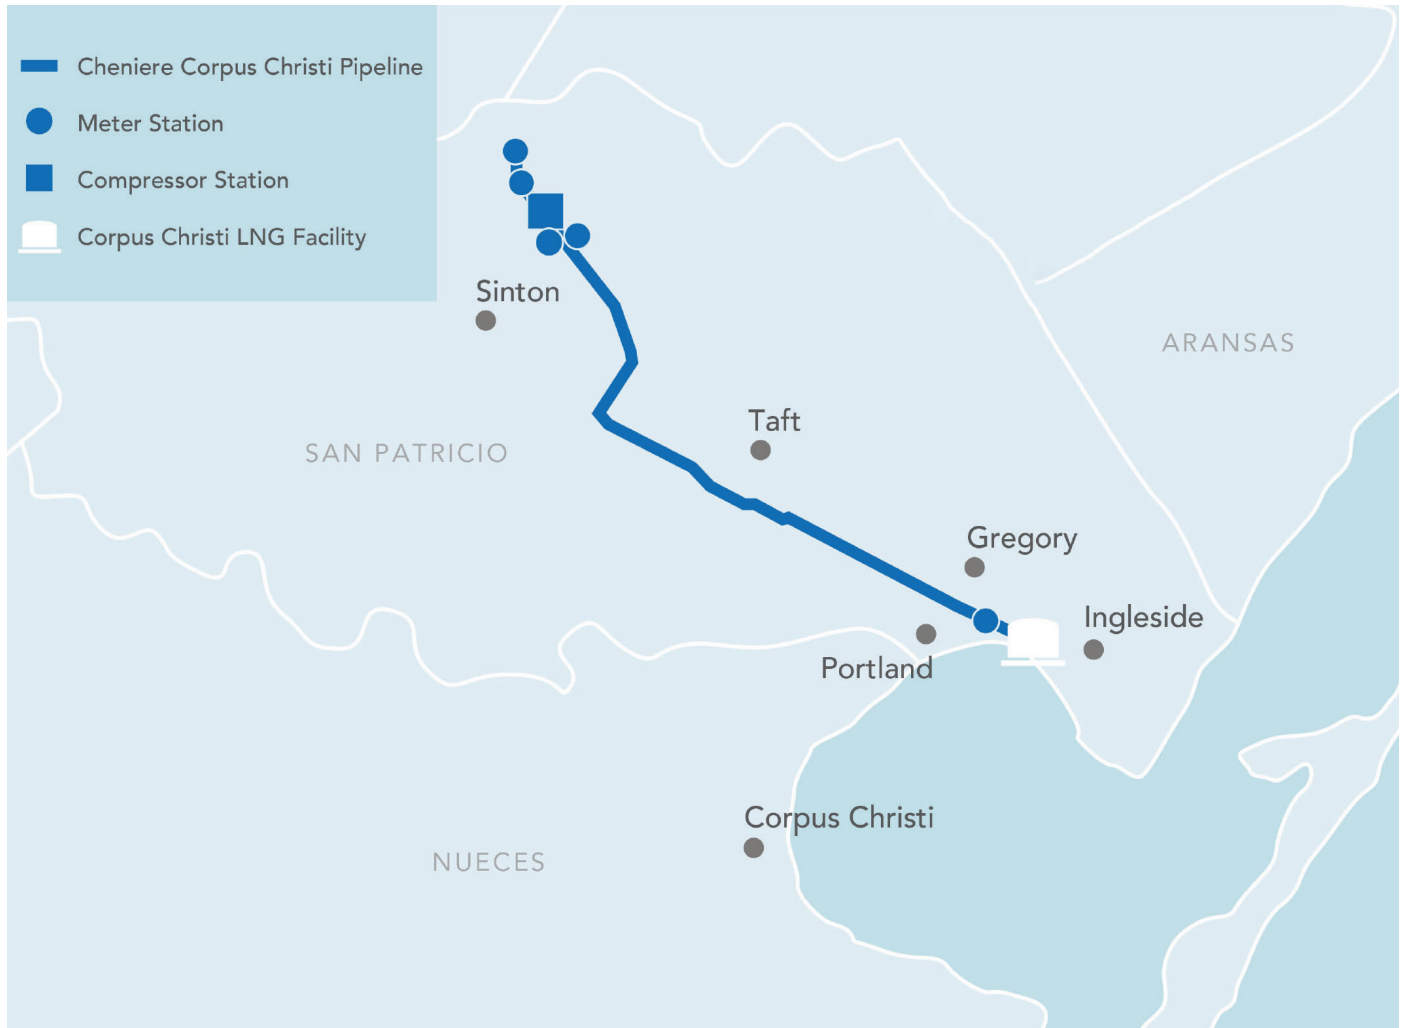 Cheniere Corpus Christi Pipeline
Meter Station
Compressor Station
Corpus Christi LNG Facility
Sinton
ARANSAS
Taft
SAN PATRICIO
Gregory
Ingleside
Portland
Corpus Christi
NUECES